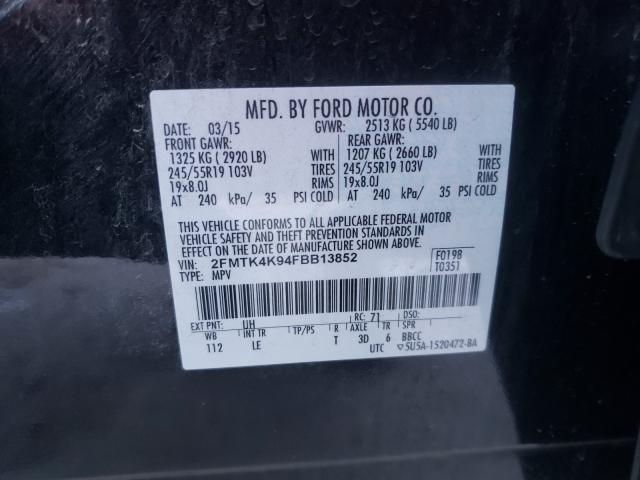 MFD. BY FORD MOTOR CO.
DATE: 03/15 GVWR: 2513 KG ( 5540 LB)
FRONT GAWR: REAR GAWR:
1325 KG ( 2920 LB) WITH 1207 KG ( 2660 LB) WITH
245/55R19 103V TIRES 245/55R19 103V TIRES
19x8.0J RIMS 19x8.0J RIMS
AT 240 kPa/ 35 PSI COLD AT 240 kPa/ 35 PSI COLD
THIS VEHICLE CONFORMS TO ALL APPLICABLE FEDERAL MOTOR
VEHICLE SAFETY AND THEFT PREVENTION STANDARDS IN
EFFECT ON THE DATE OF MANUFACTURE SHOWN ABOVE.
VIN: 2FMTK4K94FBB13852 F0198
TYPE: MPV T0351
EXT PNT: UH RC: 71 DSO:
WB INT TR TP/PS R AXLE TR SPR
112 LE T 3D 6 BBCC
UTC ▽5U5A-1520472-BA